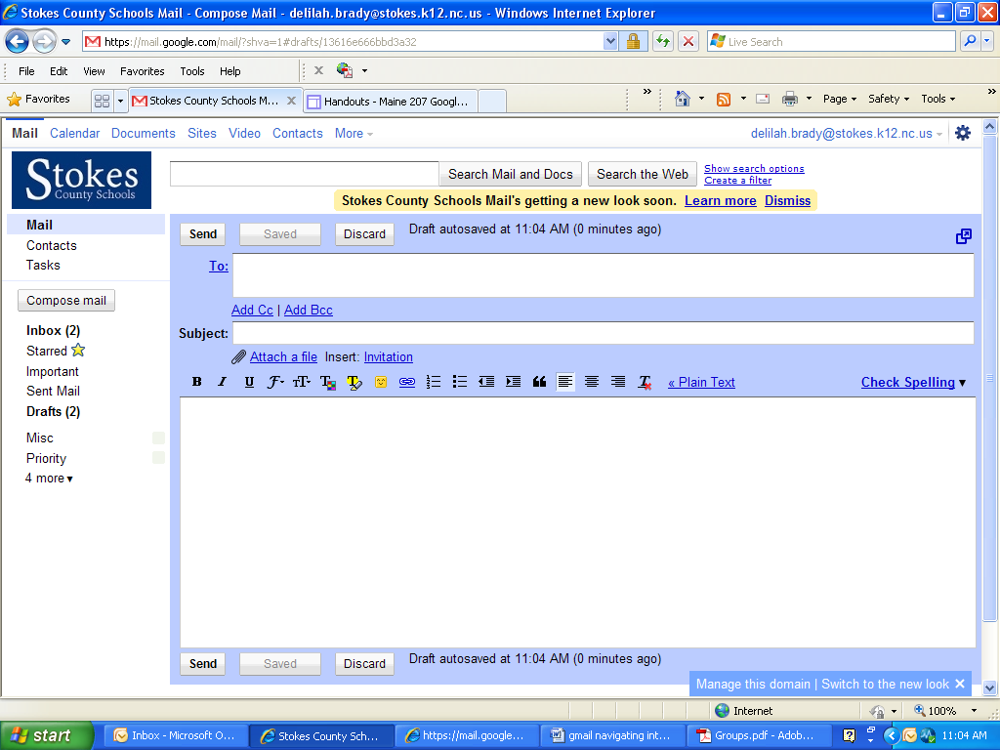 Stokes County Schools Mail - Compose Mail - delilah.brady@stokes.k12.nc.us - Windows Internet Explorer
https://mail.google.com/mail/?shva=1#drafts/13616e666bbd3a32
Live Search
File Edit View Favorites Tools Help
Favorites
Stokes County Schools M...
Handouts - Maine 207 Googl...
Page
Safety
Tools
Mail Calendar Documents Sites Video Contacts More
delilah.brady@stokes.k12.nc.us
Stokes
County Schools
Search Mail and Docs
Search the Web
Show search options
Create a filter
Stokes County Schools Mail's getting a new look soon. Learn more Dismiss
Mail
Contacts
Tasks
Compose mail
Inbox (2)
Starred
Important
Sent Mail
Drafts (2)
Misc
Priority
4 more
Send Saved Discard Draft autosaved at 11:04 AM (0 minutes ago)
To:
Add Cc | Add Bcc
Subject:
Attach a file Insert: Invitation
B I U « Plain Text Check Spelling
Send Saved Discard Draft autosaved at 11:04 AM (0 minutes ago)
Manage this domain | Switch to the new look
Internet
100%
start
Inbox - Microsoft O...
Stokes County Sch...
https://mail.google...
gmail navigating int...
Groups.pdf - Adob...
11:04 AM